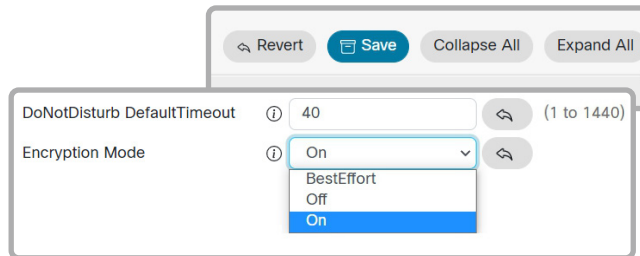 Revert Save Collapse All Expand All
DoNotDisturb DefaultTimeout 40 (1 to 1440)
Encryption Mode On
BestEffort
Off
On